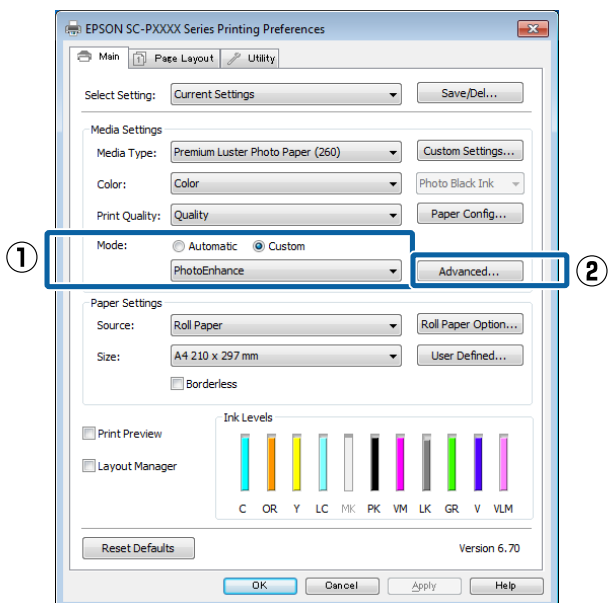 EPSON SC-PXXXX Series Printing Preferences
Main Page Layout Utility
Select Setting: Current Settings Save/Del...
Media Settings
Media Type: Premium Luster Photo Paper (260) Custom Settings...
Color: Color Photo Black Ink
Print Quality: Quality Paper Config...
① Mode: Automatic Custom
PhotoEnhance Advanced... ②
Paper Settings
Source: Roll Paper Roll Paper Option...
Size: A4 210 x 297 mm User Defined...
Borderless
Ink Levels
Print Preview
Layout Manager
C OR Y LC MK PK VM LK GR V VLM
Reset Defaults Version 6.70
OK Cancel Apply Help